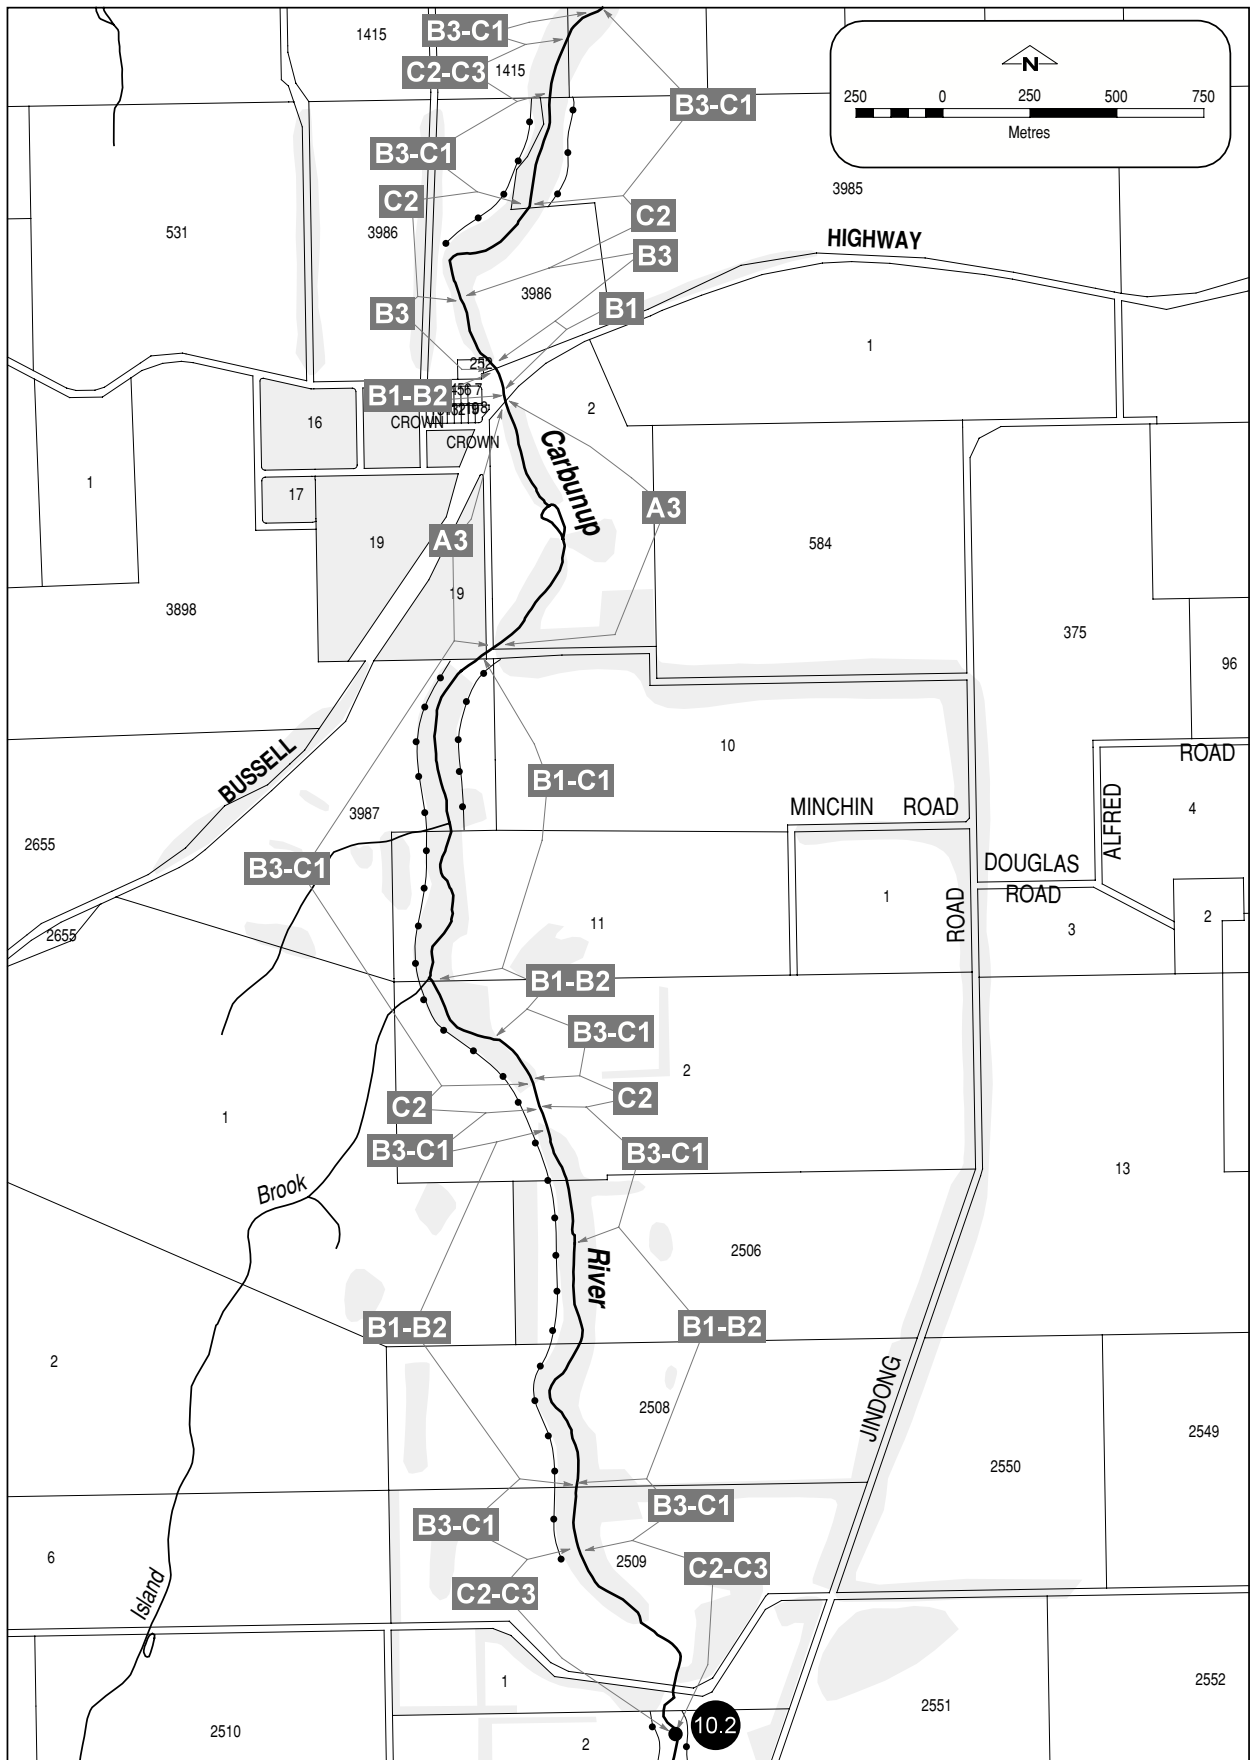 1415
B3-C1
C2-C3
1415
B3-C1
N
250 0 250 500 750
Metres
B3-C1
C2
3985
531
3986
C2
HIGHWAY
B3
3986
B3
B1
252
1
B1-B2
CROWN
16
2
CROWN
Carbunup
1
17
A3
A3
19
584
19
3898
375
96
10
BUSSELL
B1-C1
ROAD
MINCHIN ROAD
ALFRED
4
3987
2655
B3-C1
DOUGLAS
ROAD
1
ROAD
11
3
2
2655
B1-B2
B3-C1
2
C2
C2
1
B3-C1
B3-C1
13
Brook
2506
River
B1-B2
B1-B2
2
JINDONG
2508
2549
2550
B3-C1
B3-C1
6
2509
C2-C3
C2-C3
Island
1
2552
2551
10.2
2510
2